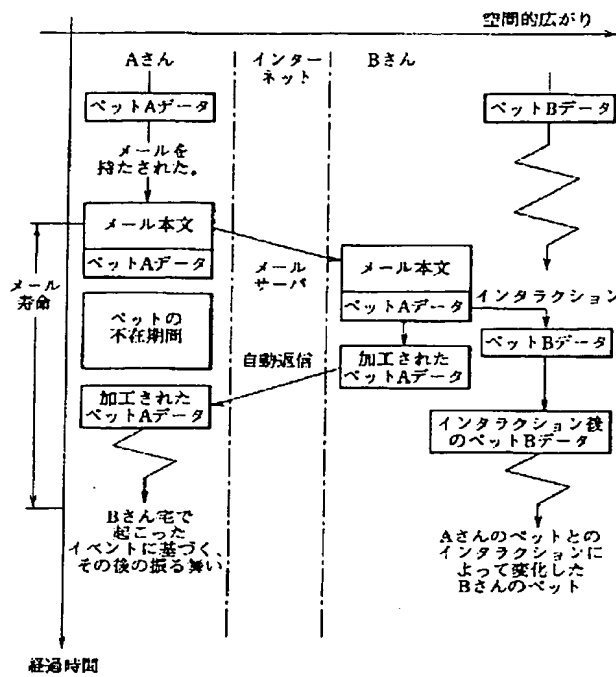 空間的広がり
Aさん
インター
ネット
Bさん
ペットAデータ
ペットBデータ
メールを
持たされた。
メール本文
ペットAデータ
メール
寿命
メール
サーバ
メール本文
ペットAデータ
インタラクション
ペットの
不在期間
ペットBデータ
自動返信
加工された
ペットAデータ
加工された
ペットAデータ
インタラクション後
のペットBデータ
Bさん宅で
起こった
イベントに基づく、
その後の振る舞い
Aさんのペットとの
インタラクションに
よって変化した
Bさんのペット
経過時間